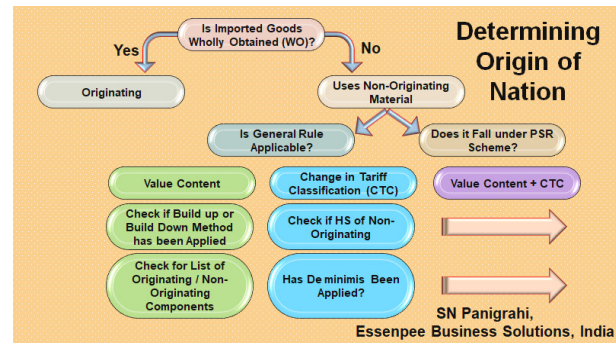 Is Imported Goods
Wholly Obtained (WO)?
Determining
Origin of
Nation
Yes
No
Originating
Uses Non-Originating
Material
Is General Rule
Applicable?
Does it Fall under PSR
Scheme?
Value Content
Change in Tariff
Classification (CTC)
Value Content + CTC
Check if Build up or
Build Down Method
has been Applied
Check if HS of Non-
Originating
Check for List of
Originating / Non-
Originating
Components
Has De minimis Been
Applied?
SN Panigrahi,
Essenpee Business Solutions, India